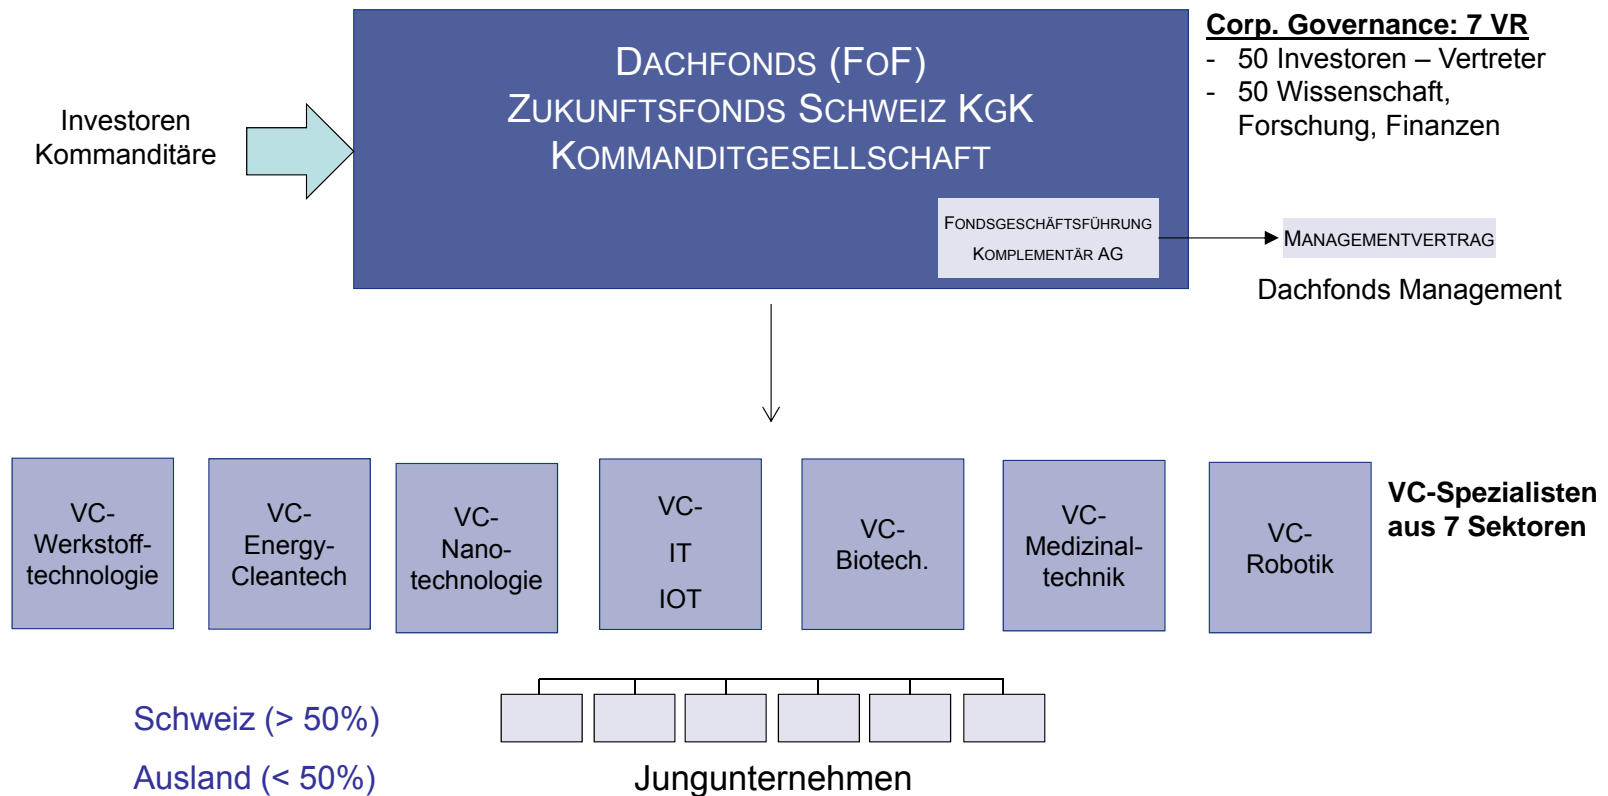 Investoren
Kommanditäre
DACHFONDS (FOF)
ZUKUNFTSFONDS SCHWEIZ KGK
KOMMANDITGESELLSCHAFT
FONDSGESCHÄFTSFÜHRUNG
KOMPLEMENTÄR AG
Corp. Governance: 7 VR
- 50 Investoren – Vertreter
- 50 Wissenschaft,
Forschung, Finanzen
MANAGEMENTVERTRAG
Dachfonds Management
VC-
Werkstoff-
technologie
VC-
Energy-
Cleantech
VC-
Nano-
technologie
VC-
IT
IOT
VC-
Biotech.
VC-
Medizinal-
technik
VC-
Robotik
VC-Spezialisten
aus 7 Sektoren
Schweiz (> 50%)
Ausland (< 50%)
Jungunternehmen